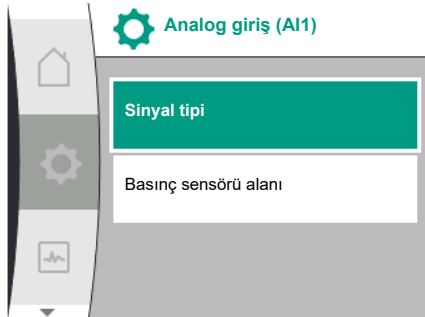 Analog giriş (AI1)
Sinyal tipi
Basınç sensörü alanı